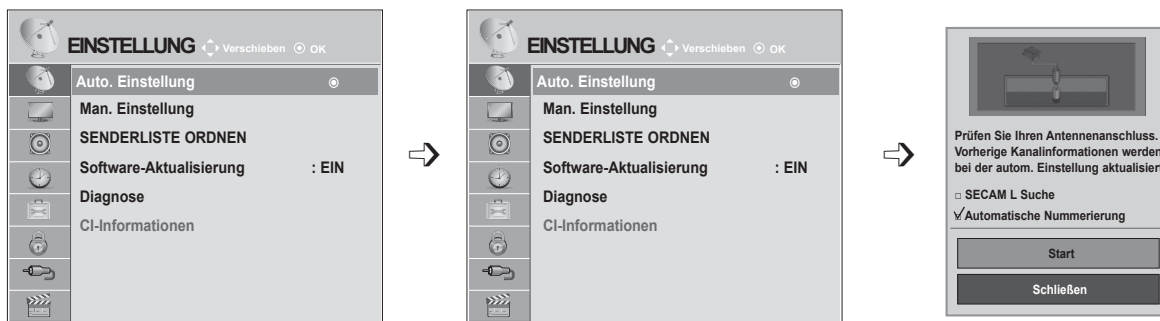 EINSTELLUNG Verschieben OK
Auto. Einstellung
Man. Einstellung
SENDERLISTE ORDNEN
Software-Aktualisierung : EIN
Diagnose
CI-Informationen
EINSTELLUNG Verschieben OK
Auto. Einstellung
Man. Einstellung
SENDERLISTE ORDNEN
Software-Aktualisierung : EIN
Diagnose
CI-Informationen
Prüfen Sie Ihren Antennenanschluss.
Vorherige Kanalinformationen werden
bei der autom. Einstellung aktualisier
SECAM L Suche
Automatische Nummerierung
Start
Schließen